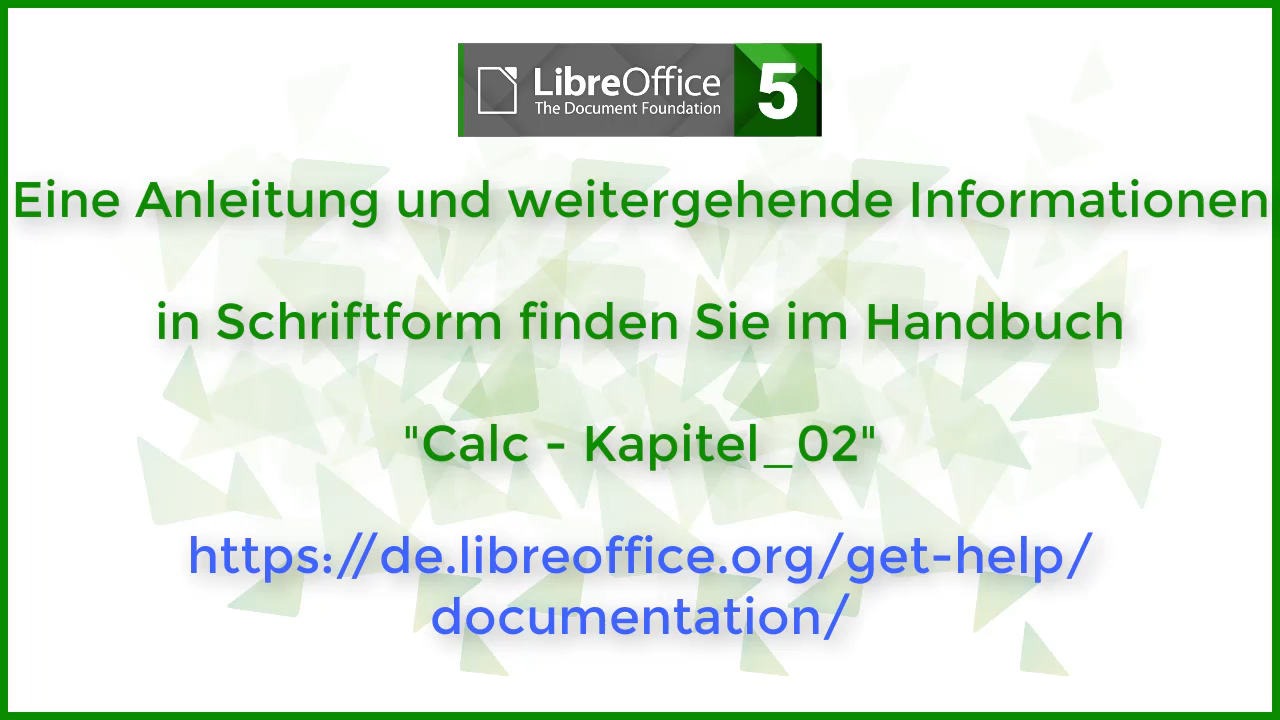 LibreOffice
The Document Foundation
5
Eine Anleitung und weitergehende Informationen
in Schriftform finden Sie im Handbuch
"Calc - Kapitel_02"
https://de.libreoffice.org/get-help/
documentation/